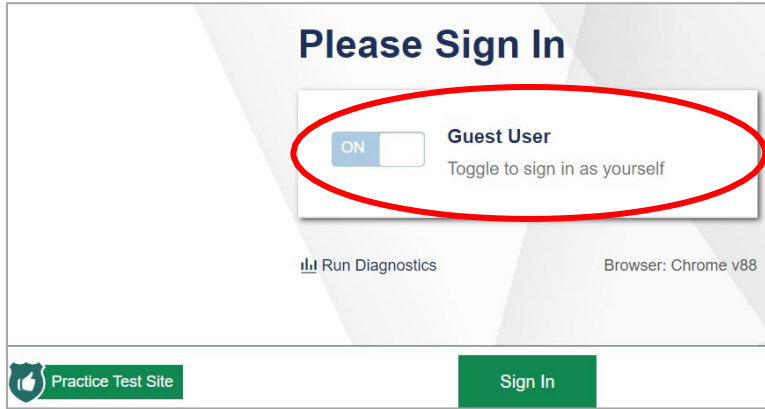 Please Sign In
ON
Guest User
Toggle to sign in as yourself
Run Diagnostics
Browser: Chrome v88
Practice Test Site
Sign In